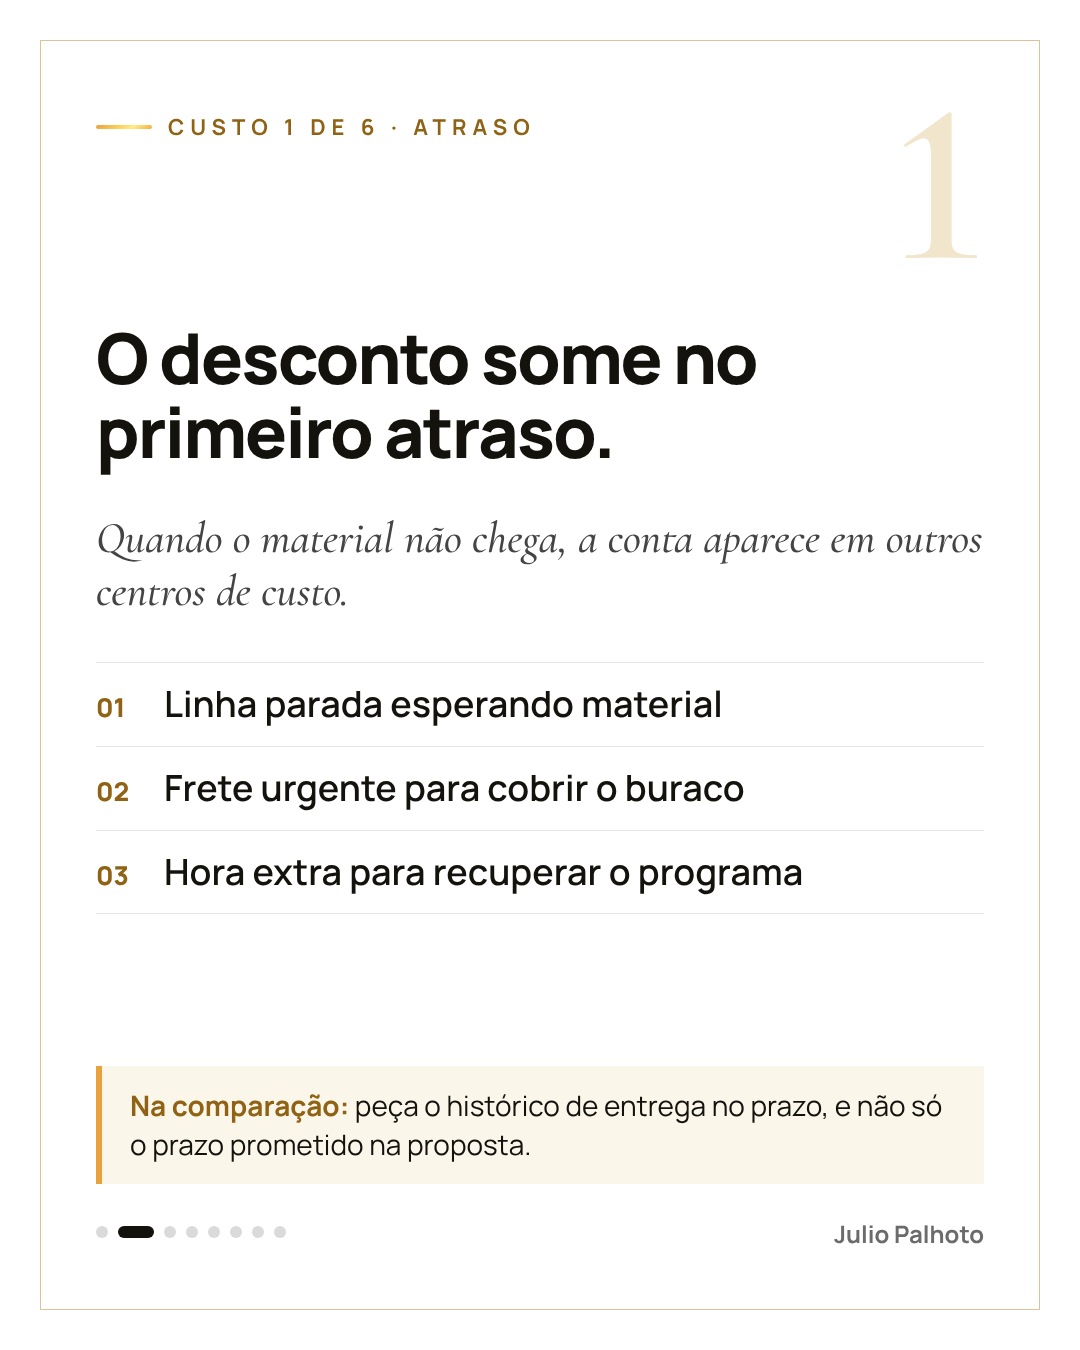 CUSTO 1 DE 6 · ATRASO
1
O desconto some no
primeiro atraso.
Quando o material não chega, a conta aparece em outros
centros de custo.
01 Linha parada esperando material
02 Frete urgente para cobrir o buraco
03 Hora extra para recuperar o programa
Na comparação: peça o histórico de entrega no prazo, e não só
o prazo prometido na proposta.
Julio Palhoto